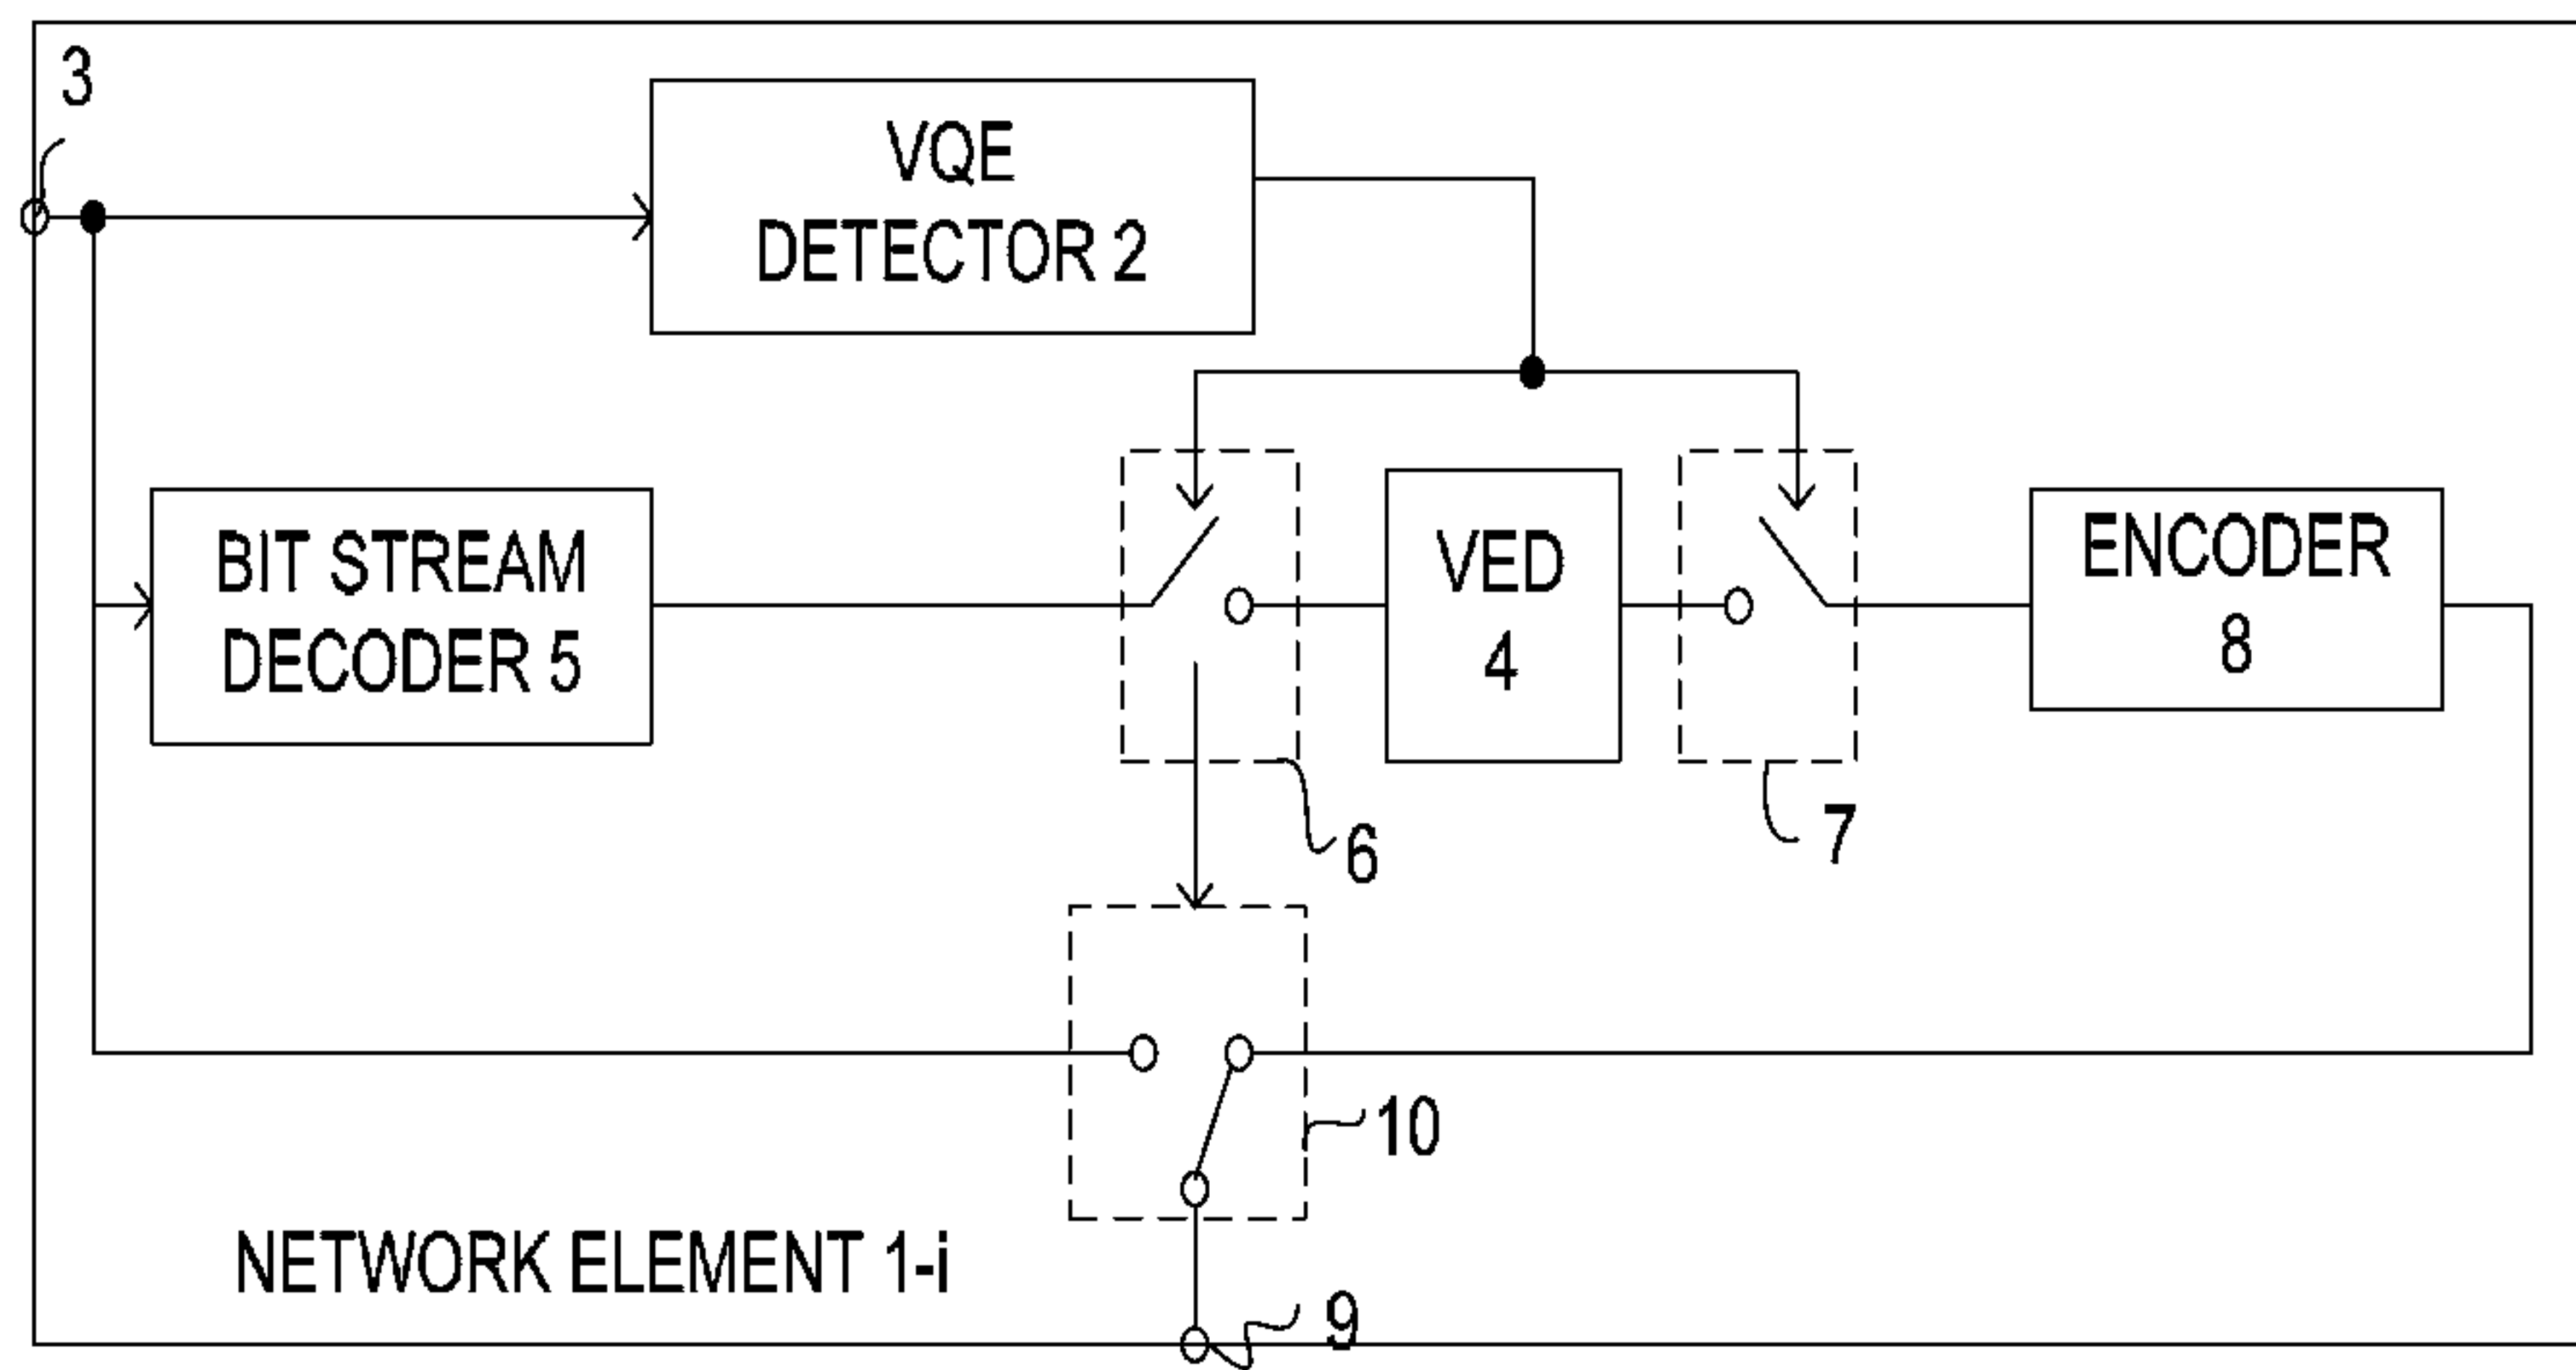 3
VQE
DETECTOR 2
BIT STREAM
DECODER 5
VED
4
ENCODER
8
6
7
10
NETWORK ELEMENT 1-i
9